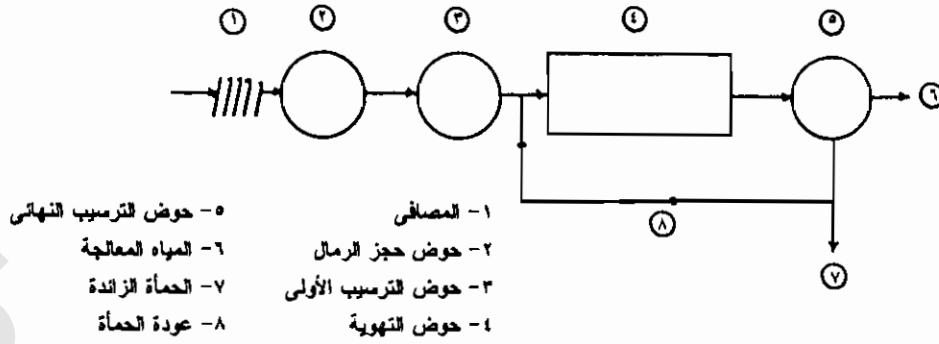 ١ ٢ ٣ ٤ ٥
٦
٨
٧
١- المصافى
٢- حوض حجز الرمال
٣- حوض الترسيب الأولى
٤- حوض التهوية
٥- حوض الترسيب النهائى
٦- المياه المعالجة
٧- الحمأة الزائدة
٨- عودة الحمأة